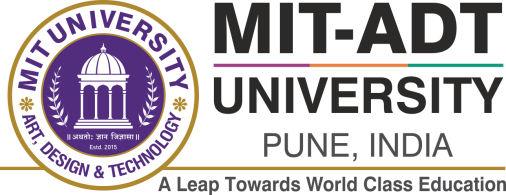 MIT UNIVERSITY
ART, DESIGN & TECHNOLOGY
॥ अथातो: ज्ञान जिज्ञासा ॥
Estd. 2015
MIT-ADT
UNIVERSITY
PUNE, INDIA
A Leap Towards World Class Education